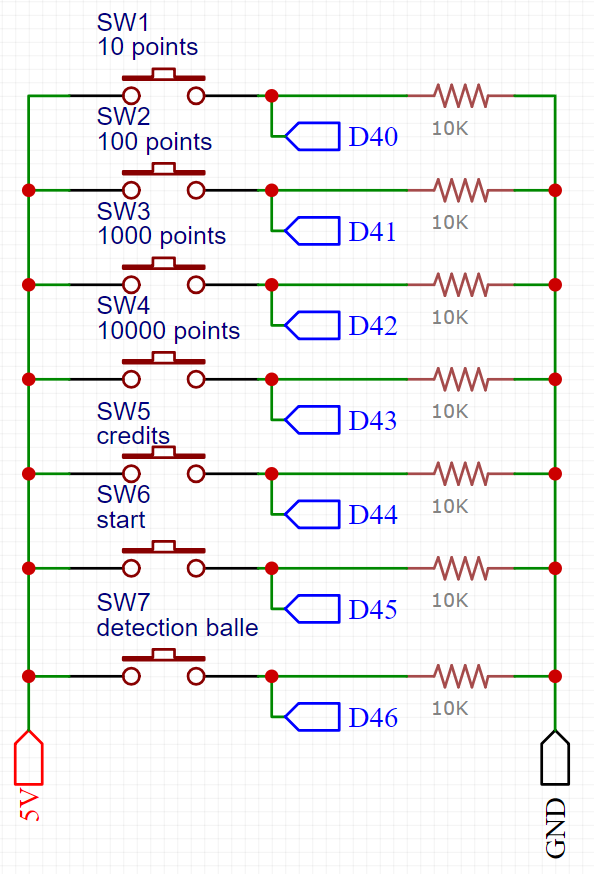 SW1
10 points
D40
10K
SW2
100 points
D41
10K
SW3
1000 points
D42
10K
SW4
10000 points
D43
10K
SW5
credits
D44
10K
SW6
start
D45
10K
SW7
detection balle
D46
10K
5V
GND